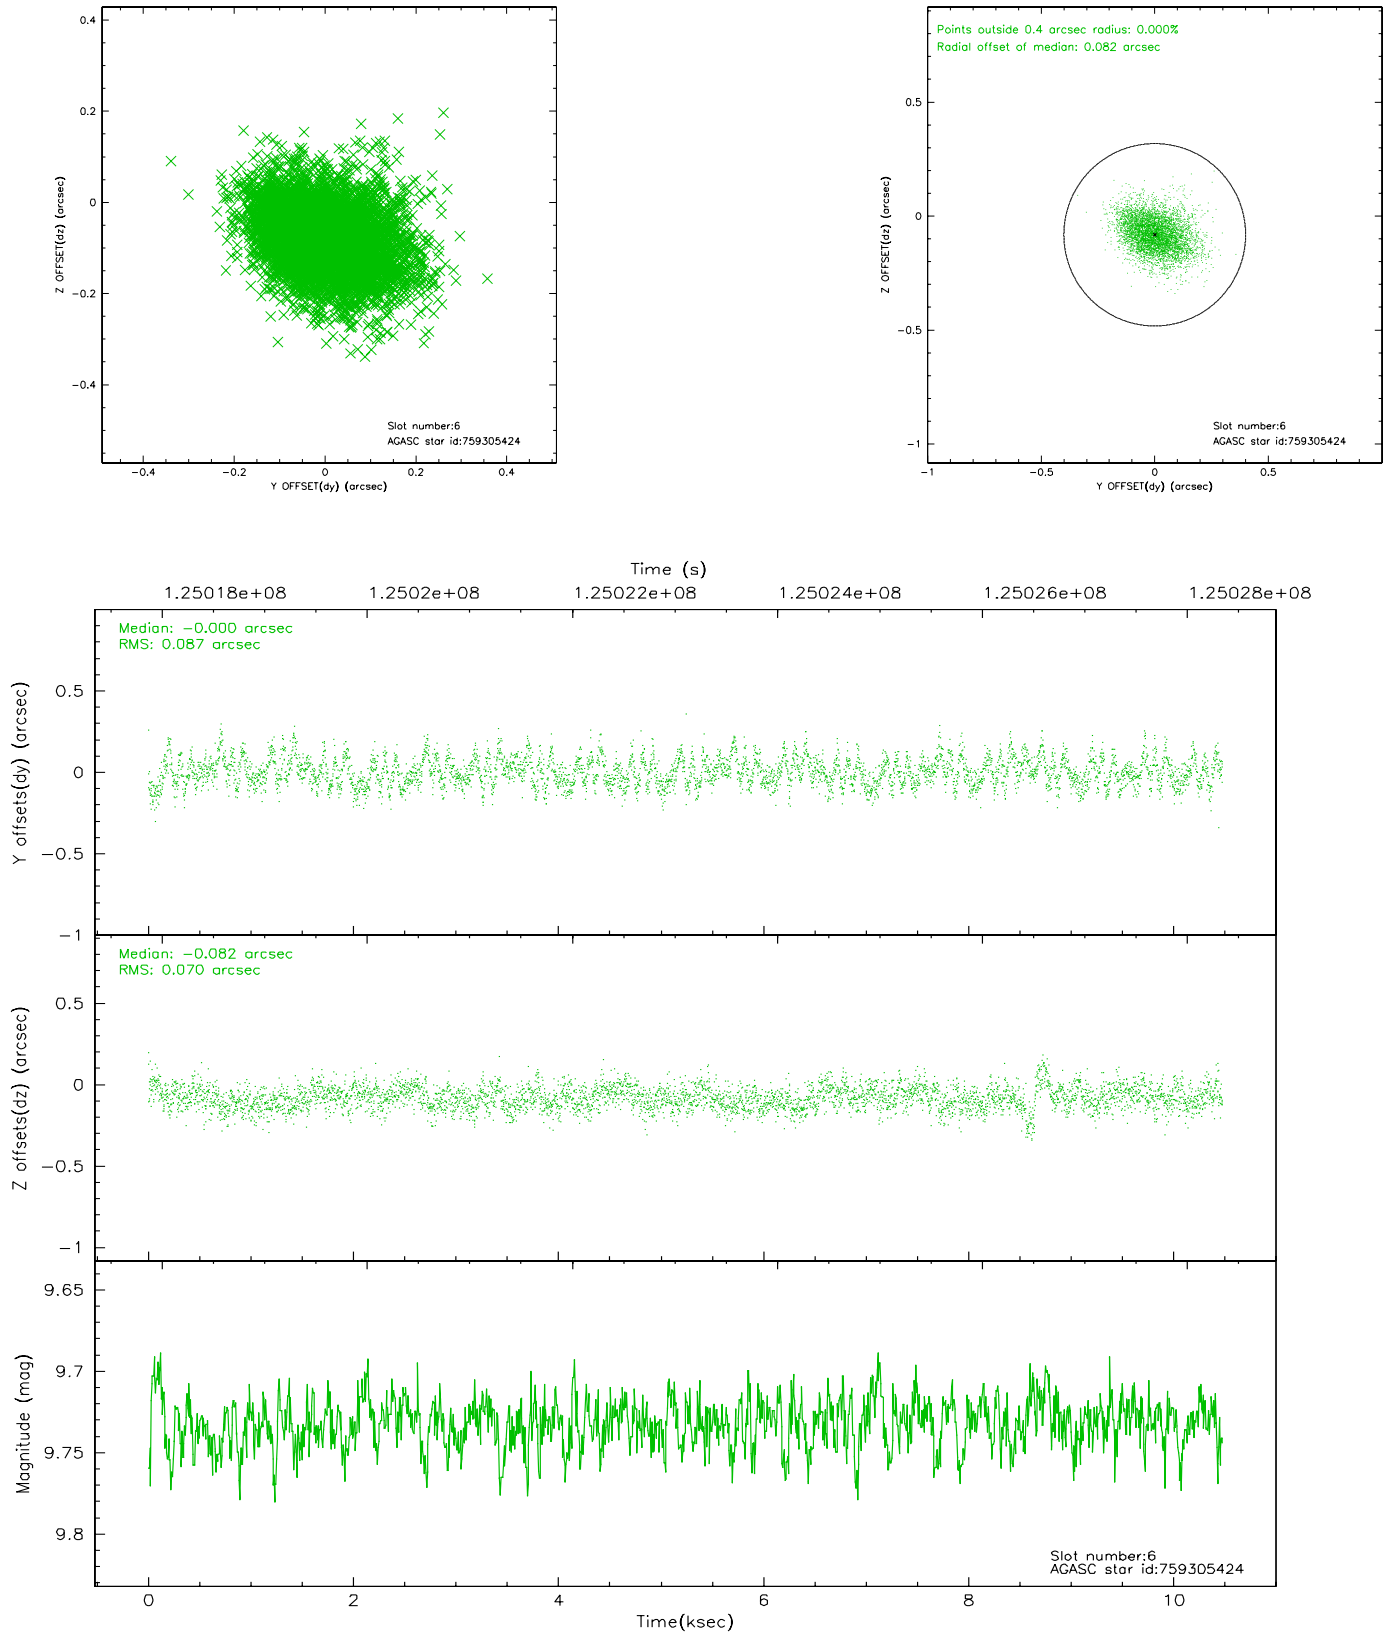 0.4
0.2
0
−0.2
−0.4
Z OFFSET(dz) (arcsec)
Slot number:6
AGASC star id:759305424
−0.4 −0.2 0 0.2 0.4
Y OFFSET(dy) (arcsec)
Points outside 0.4 arcsec radius: 0.000%
Radial offset of median: 0.082 arcsec
0.5
0
−0.5
−1
Z OFFSET(dz) (arcsec)
Slot number:6
AGASC star id:759305424
−1 −0.5 0 0.5
Y OFFSET(dy) (arcsec)
Time (s)
1.25018e+08 1.2502e+08 1.25022e+08 1.25024e+08 1.25026e+08 1.25028e+08
Median: −0.000 arcsec
RMS: 0.087 arcsec
0.5
0
−0.5
−1
Y offsets(dy) (arcsec)
Median: −0.082 arcsec
RMS: 0.070 arcsec
0.5
0
−0.5
−1
Z offsets(dz) (arcsec)
9.65
9.7
9.75
9.8
Magnitude (mag)
Slot number:6
AGASC star id:759305424
0 2 4 6 8 10
Time(ksec)